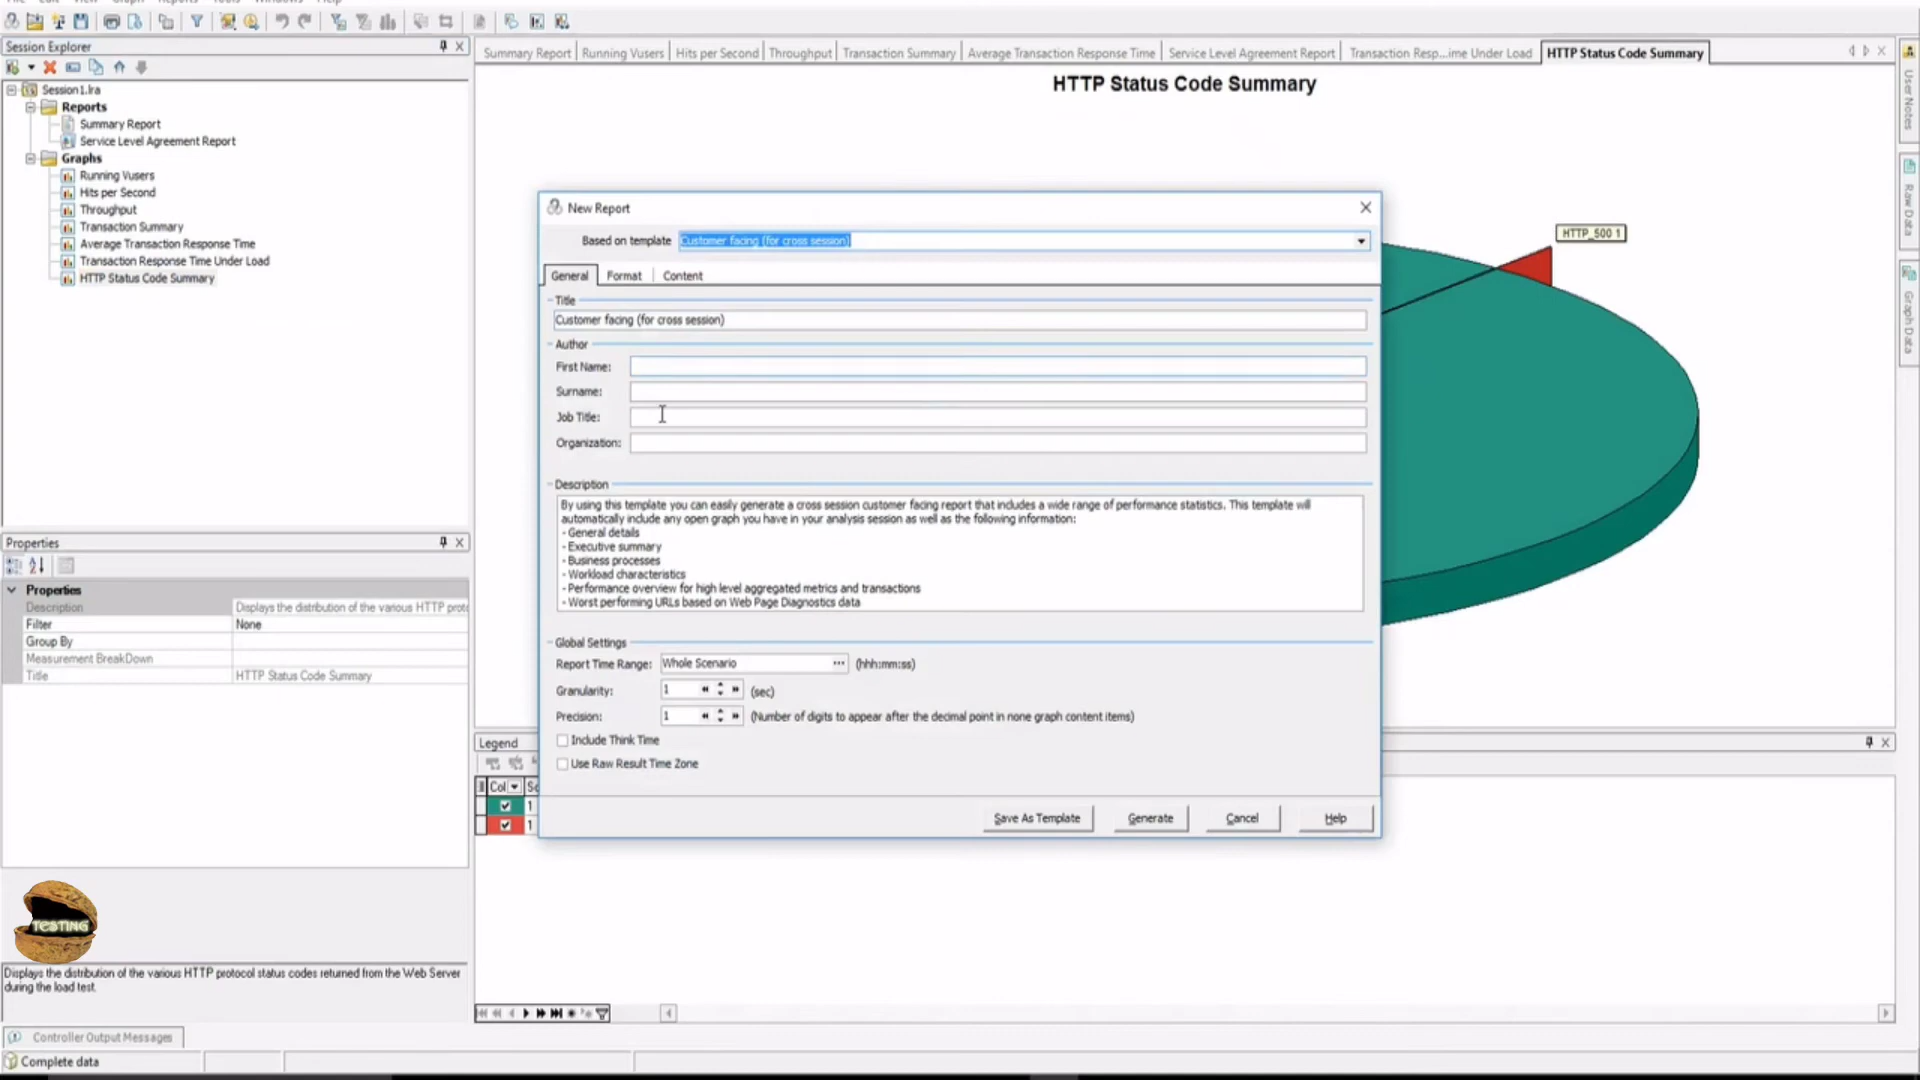 Session Explorer
Session1.lra
Reports
Summary Report
Service Level Agreement Report
Graphs
Running Vusers
Hits per Second
Throughput
Transaction Summary
Average Transaction Response Time
Transaction Response Time Under Load
HTTP Status Code Summary
Summary Report
Running Vusers
Hits per Second
Throughput
Transaction Summary
Average Transaction Response Time
Service Level Agreement Report
Transaction Resp...ime Under Load
HTTP Status Code Summary
HTTP Status Code Summary
HTTP_500 1
User Notes
Raw Data
Graph Data
New Report
Based on template Customer facing (for cross session)
General Format Content
Title
Customer facing (for cross session)
Author
First Name:
Surname:
Job Title:
Organization:
Description
By using this template you can easily generate a cross session customer facing report that includes a wide range of performance statistics. This template will
automatically include any open graph you have in your analysis session as well as the following information:
- General details
- Executive summary
- Business processes
- Workload characteristics
- Performance overview for high level aggregated metrics and transactions
- Worst performing URLs based on Web Page Diagnostics data
Global Settings
Report Time Range: Whole Scenario ... (hhh:mm:ss)
Granularity: 1 (sec)
Precision: 1 (Number of digits to appear after the decimal point in none graph content items)
Include Think Time
Use Raw Result Time Zone
Save As Template Generate Cancel Help
Properties
Properties
Description Displays the distribution of the various HTTP proto
Filter None
Group By
Measurement BreakDown
Title HTTP Status Code Summary
Legend
Col Sc
1
1
TESTING
Displays the distribution of the various HTTP protocol status codes returned from the Web Server
during the load test.
Controller Output Messages
Complete data